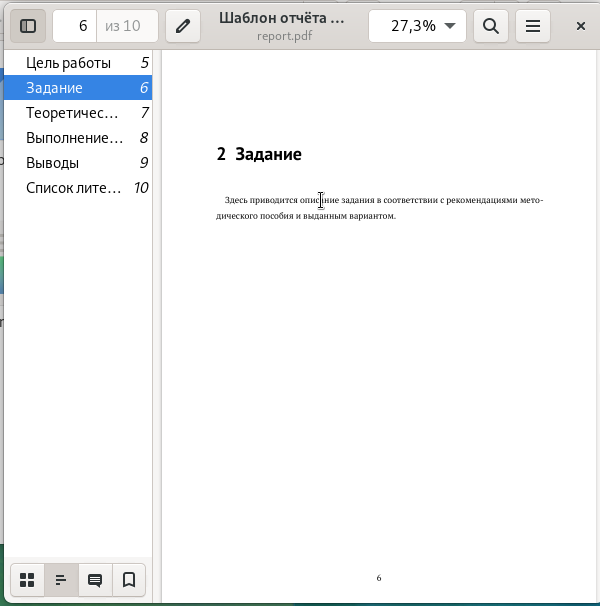 6 из 10
Шаблон отчёта …
report.pdf
27,3%
Цель работы 5
Задание 6
Теоретичес… 7
Выполнение… 8
Выводы 9
Список лите… 10
2 Задание
Здесь приводится описание задания в соответствии с рекомендациями мето-
дического пособия и выданным вариантом.
6